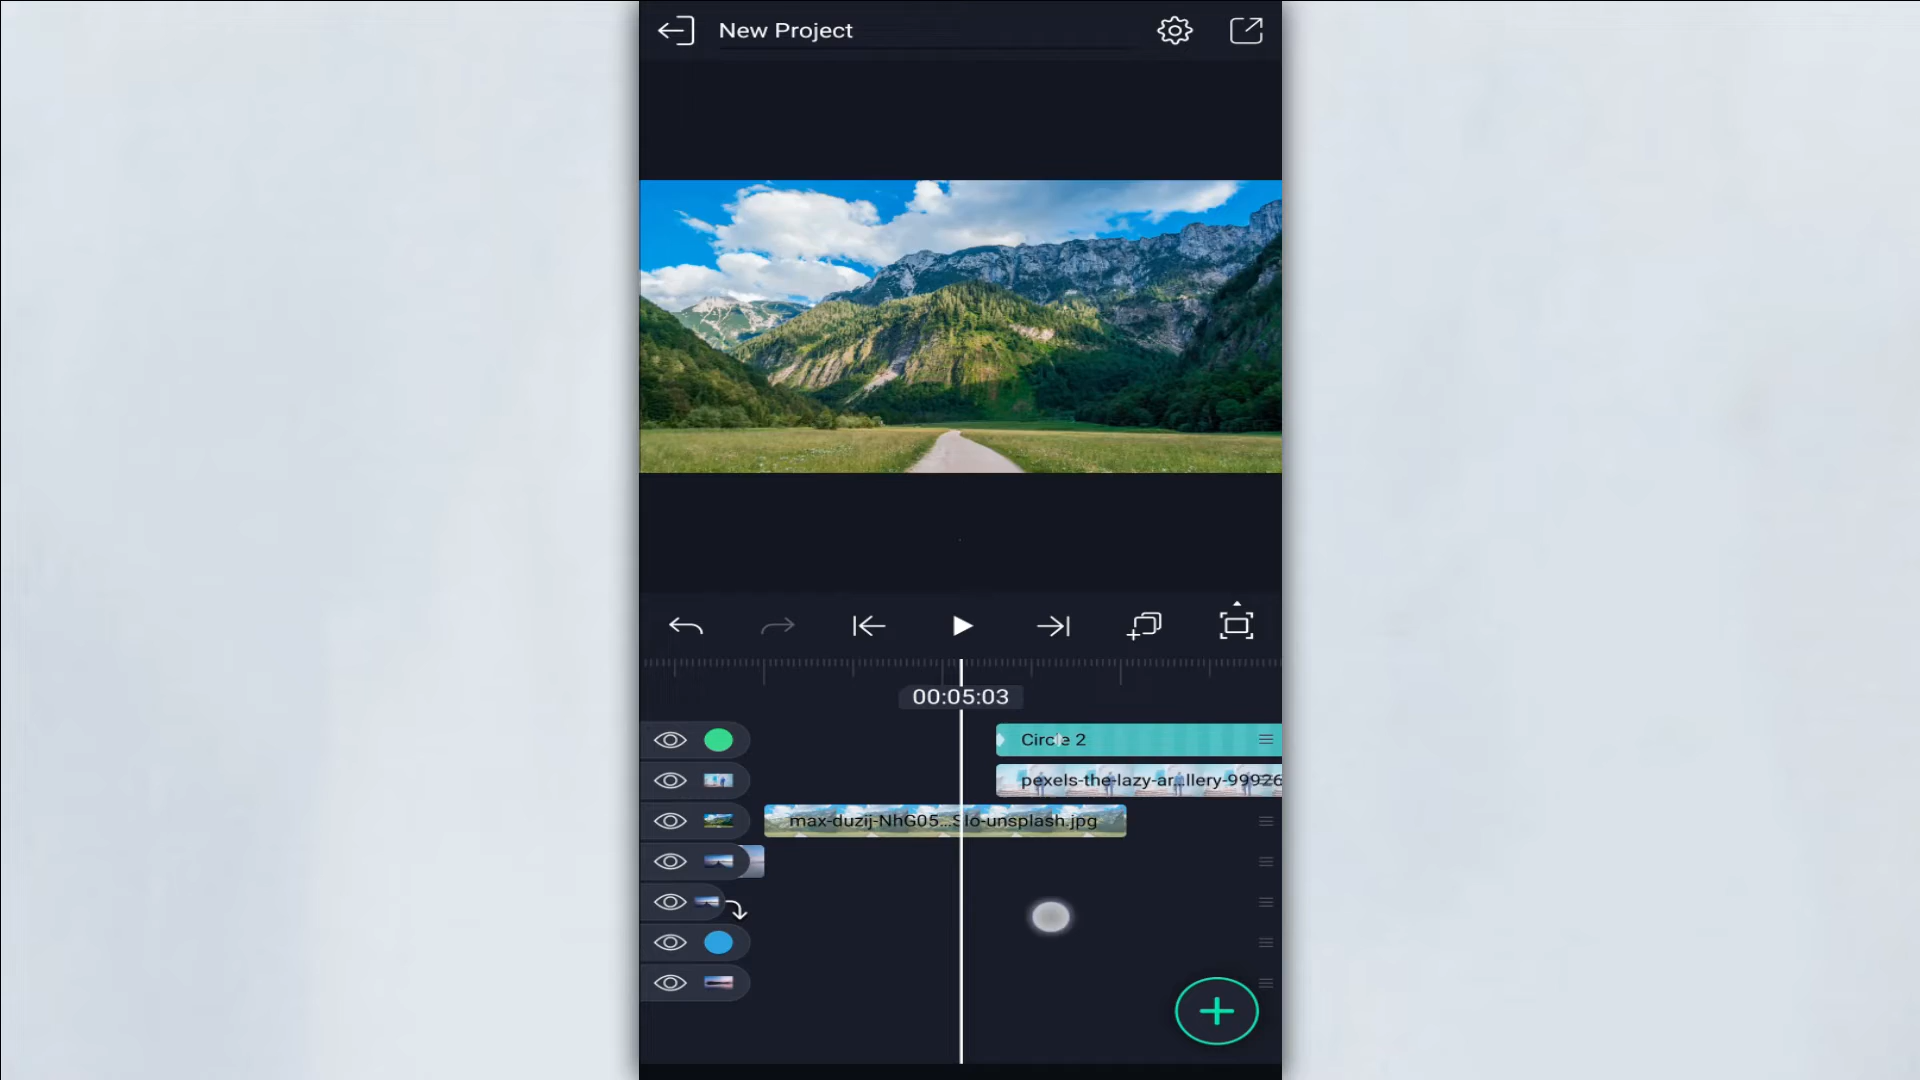 New Project
00:05:03
Circle 2
pexels-the-lazy-ar...llery-99926
max-duzij-NhG05...Slo-unsplash.jpg